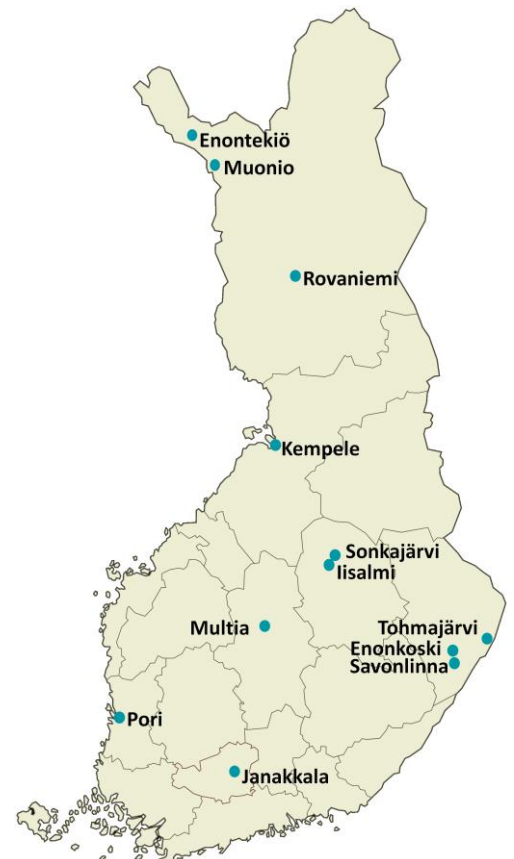 Enontekiö
Muonio
Rovaniemi
Kempele
Sonkajärvi
Iisalmi
Multia
Tohmajärvi
Enonkoski
Savonlinna
Pori
Janakkala